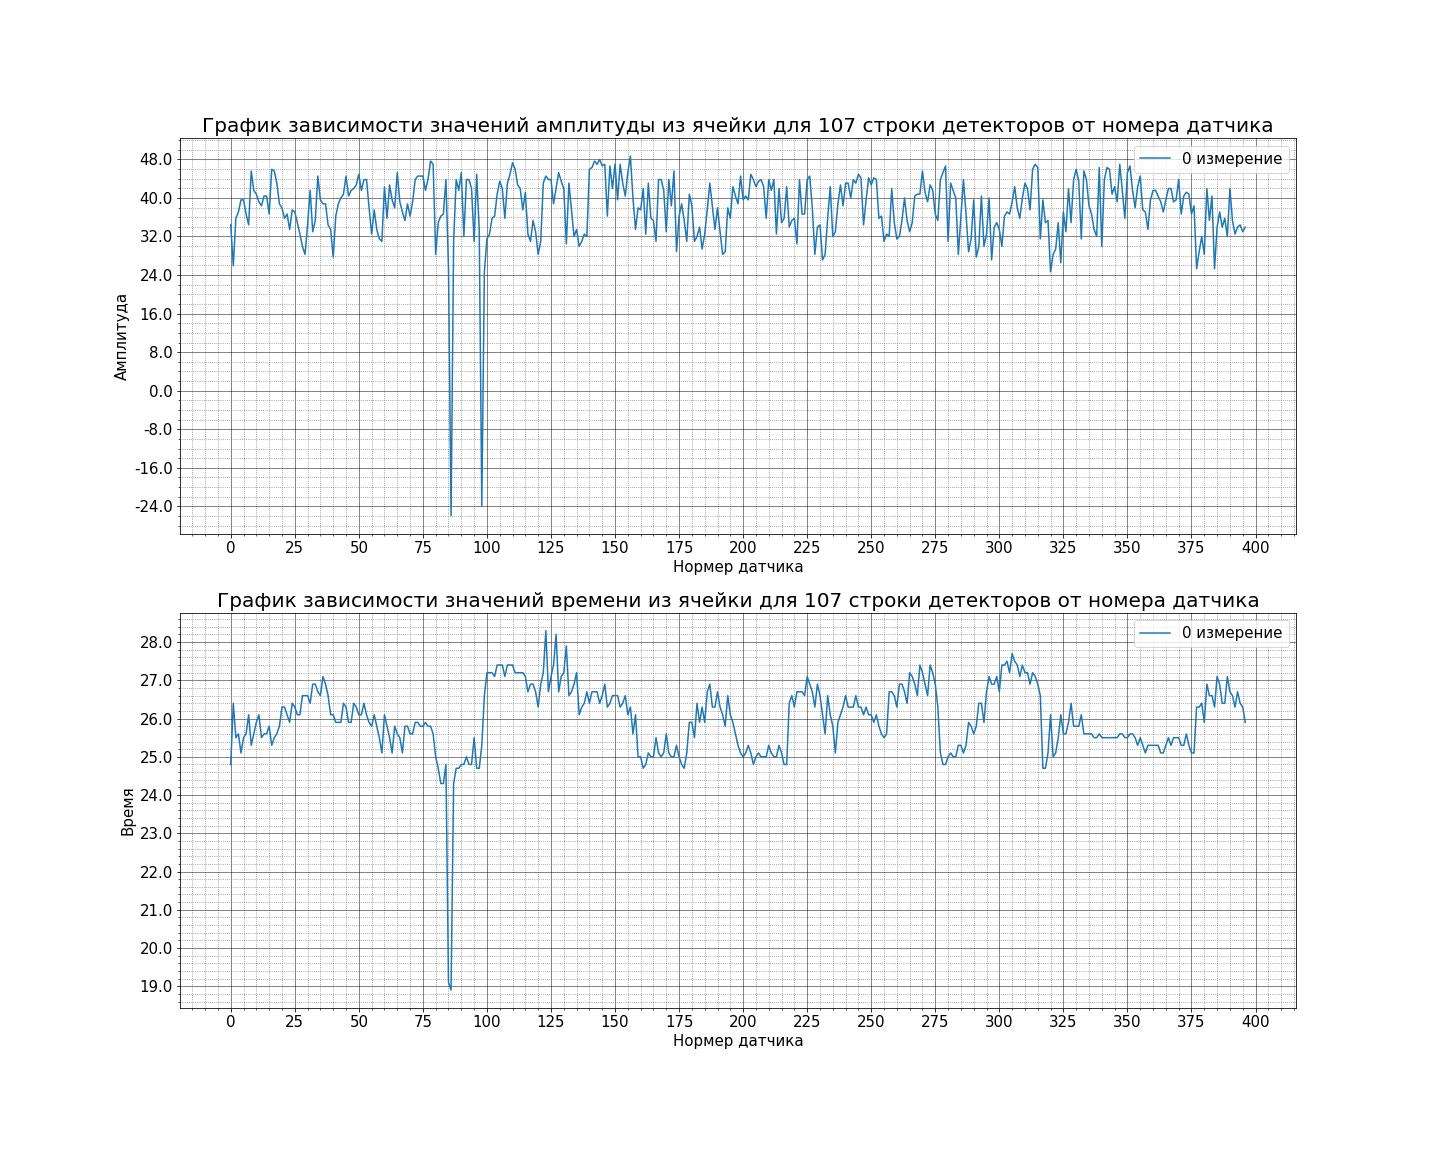 График зависимости значений амплитуды из ячейки для 107 строки детекторов от номера датчика
0 измерение
48.0
40.0
32.0
24.0
16.0
8.0
0.0
-8.0
-16.0
-24.0
Амплитуда
0 25 50 75 100 125 150 175 200 225 250 275 300 325 350 375 400
Нормер датчика
График зависимости значений времени из ячейки для 107 строки детекторов от номера датчика
0 измерение
28.0
27.0
26.0
25.0
24.0
23.0
22.0
21.0
20.0
19.0
Время
0 25 50 75 100 125 150 175 200 225 250 275 300 325 350 375 400
Нормер датчика